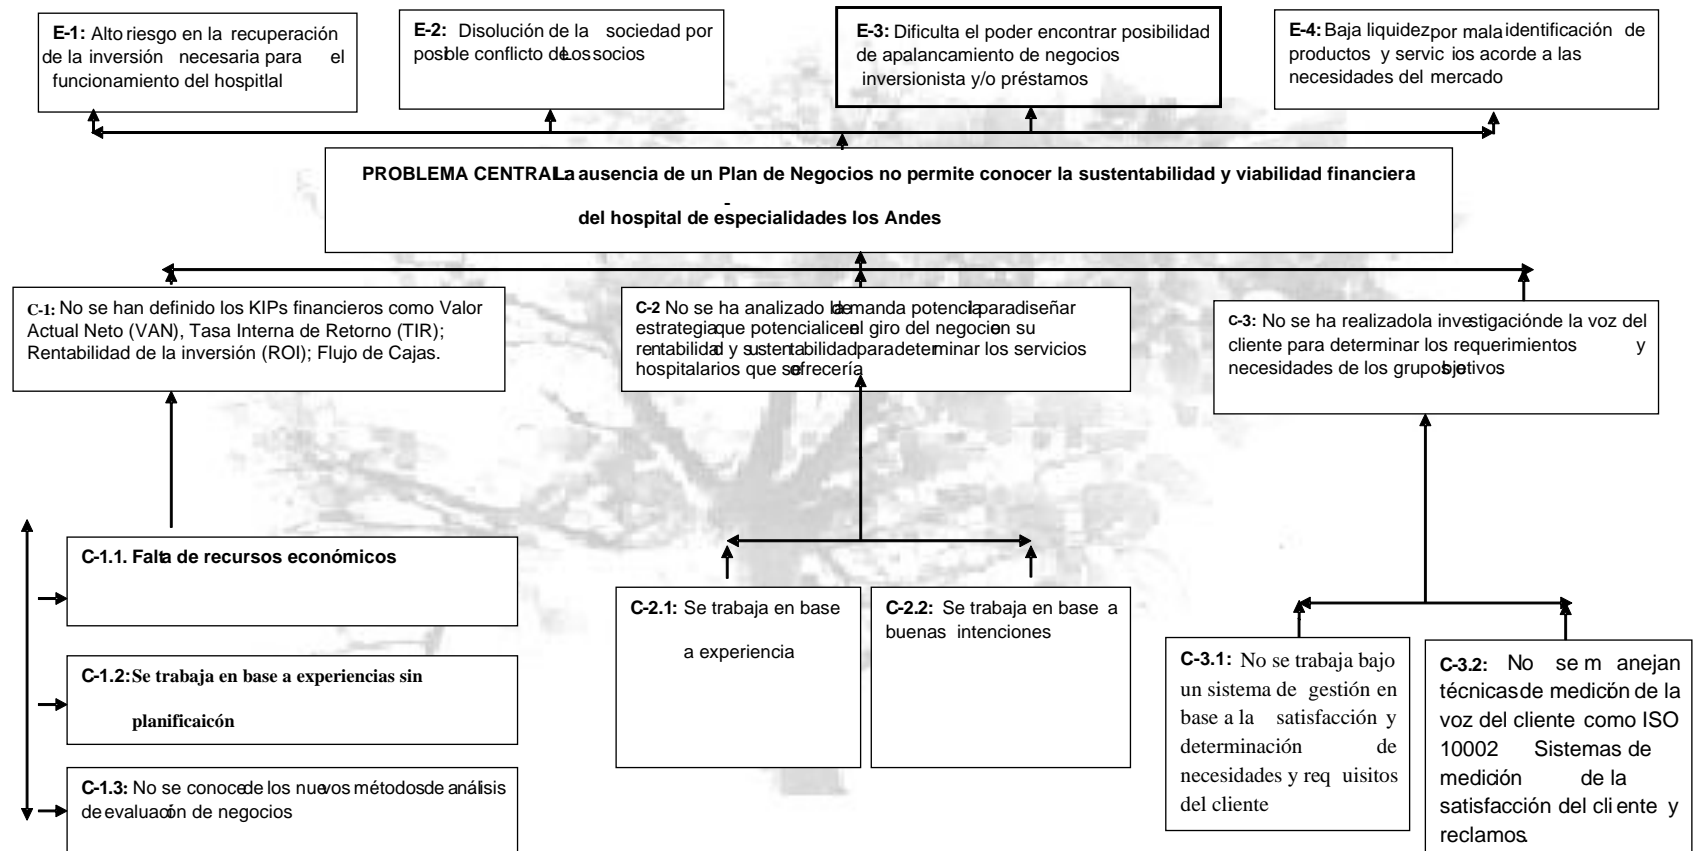 E-1: Alto riesgo en la recuperación
de la inversión necesaria para el
funcionamiento del hospitlal
E-2: Disolución de la sociedad por
posible conflicto de Los socios
E-3: Dificulta el poder encontrar posibilidad
de apalancamiento de negocios
inversionista y/o préstamos
E-4: Baja liquidez por mala identificación de
productos y servicios acorde a las
necesidades del mercado
PROBLEMA CENTRAL La ausencia de un Plan de Negocios no permite conocer la sustentabilidad y viabilidad financiera
-
del hospital de especialidades los Andes
C-1: No se han definido los KIPs financieros como Valor
Actual Neto (VAN), Tasa Interna de Retorno (TIR);
Rentabilidad de la inversión (ROI); Flujo de Cajas.
C-2 No se ha analizado la demanda potencia para diseñar
estrategia que potencialicen el giro del negocio en su
rentabilidad y sustentabilidad para determinar los servicios
hospitalarios que se ofrecería
C-3: No se ha realizado la investigación de la voz del
cliente para determinar los requerimientos y
necesidades de los grupos objetivos.
C-1.1. Falta de recursos económicos
C-1.2: Se trabaja en base a experiencias sin
planificaicón
C-1.3: No se conoce de los nuevos métodos de análisis
de evaluación de negocios
C-2.1: Se trabaja en base
a experiencia
C-2.2: Se trabaja en base a
buenas intenciones
C-3.1: No se trabaja bajo
un sistema de gestión en
base a la satisfacción y
determinación de
necesidades y requisitos
del cliente
C-3.2: No se manejan
técnicas de medición de la
voz del cliente como ISO
10002 Sistemas de
medición de la
satisfacción del cliente y
reclamos.